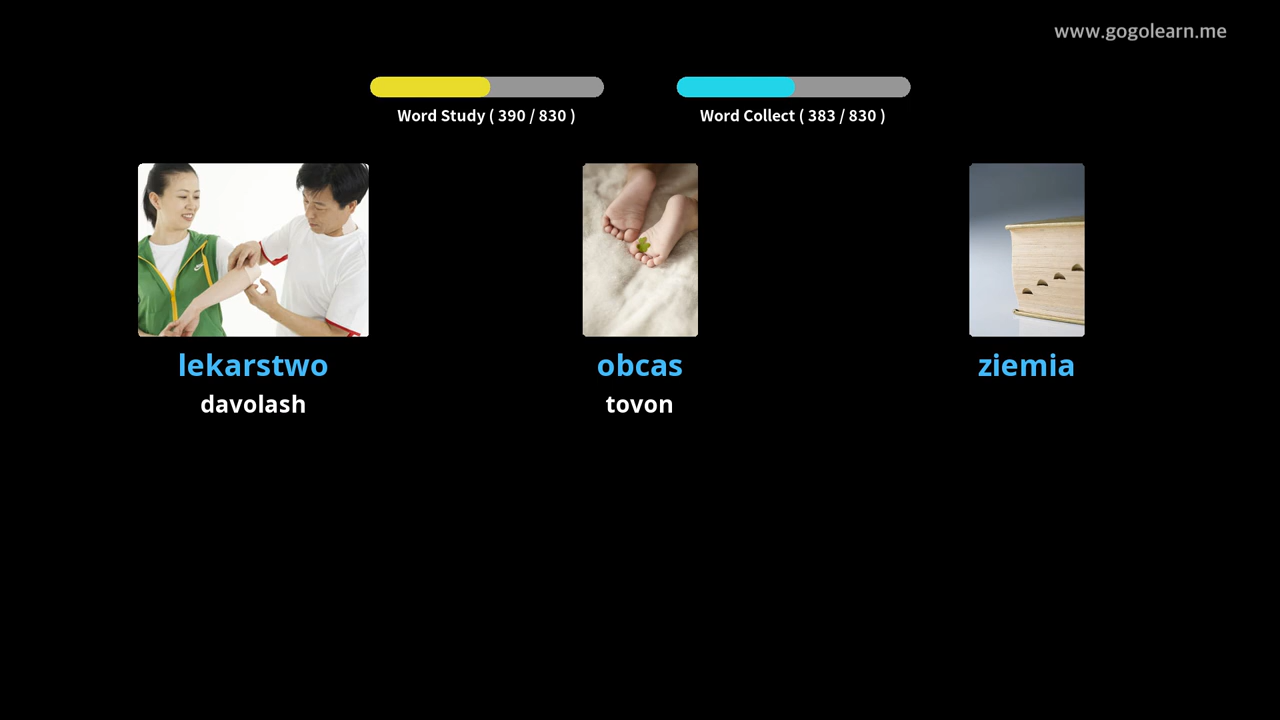 www.gogolearn.me
Word Study ( 390 / 830 )
Word Collect ( 383 / 830 )
lekarstwo
obcas
ziemia
davolash
tovon